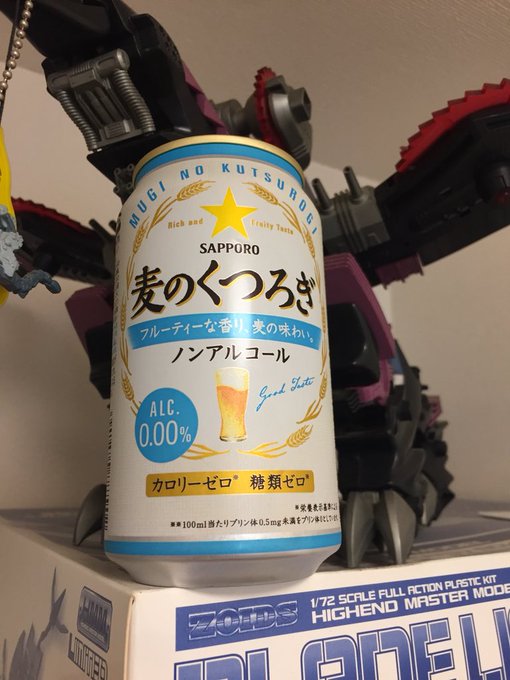 MUGI NO KUTSUROGI
Rich and Fruity Taste
SAPPORO
麦のくつろぎ
フルーティーな香り、麦の味わい。
ノンアルコール
ALC.
0.00%
Good Taste
カロリーゼロ* 糖類ゼロ*
*栄養表示基準による
**100ml当たりプリン体0.5mg未満をプリン体0としています
ZOIDS
1/72 SCALE FULL ACTION PLASTIC KIT
HIGHEND MASTER MODE
LIMITED